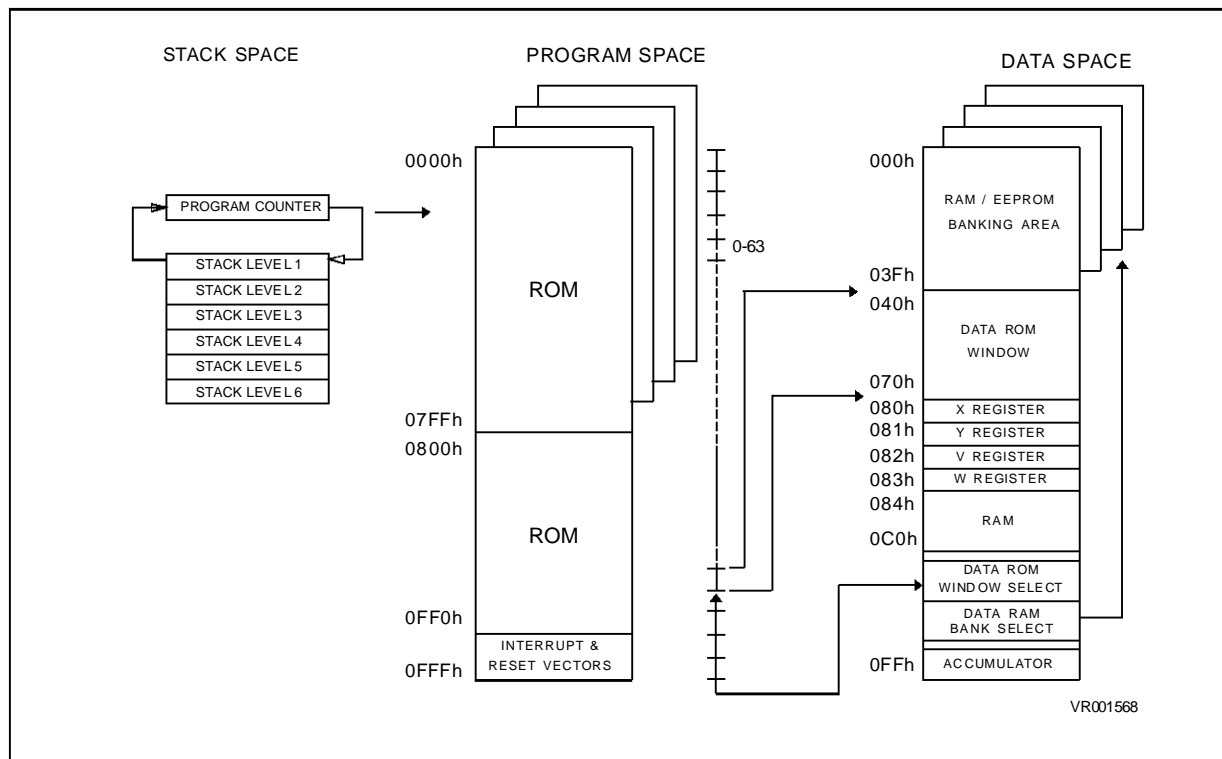 STACK SPACE
PROGRAM COUNTER
STACK LEVEL 1
STACK LEVEL 2
STACK LEVEL 3
STACK LEVEL 4
STACK LEVEL 5
STACK LEVEL 6
PROGRAM SPACE
0000h
ROM
07FFh
0800h
ROM
0FF0h
INTERRUPT &
RESET VECTORS
0FFFh
0-63
DATA SPACE
000h
RAM / EEPROM
BANKING AREA
03Fh
040h
DATA ROM
WINDOW
070h
080h
X REGISTER
081h
Y REGISTER
082h
V REGISTER
083h
W REGISTER
084h
RAM
0C0h
DATA ROM
WINDOW SELECT
DATA RAM
BANK SELECT
0FFh
ACCUMULATOR
VR001568